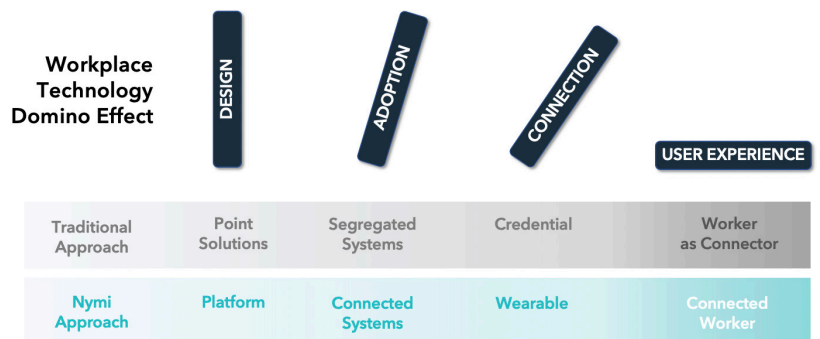 Workplace
Technology
Domino Effect
DESIGN
ADOPTION
CONNECTION
USER EXPERIENCE
Traditional
Approach
Point
Solutions
Segregated
Systems
Credential
Worker
as Connector
Nymi
Approach
Platform
Connected
Systems
Wearable
Connected
Worker